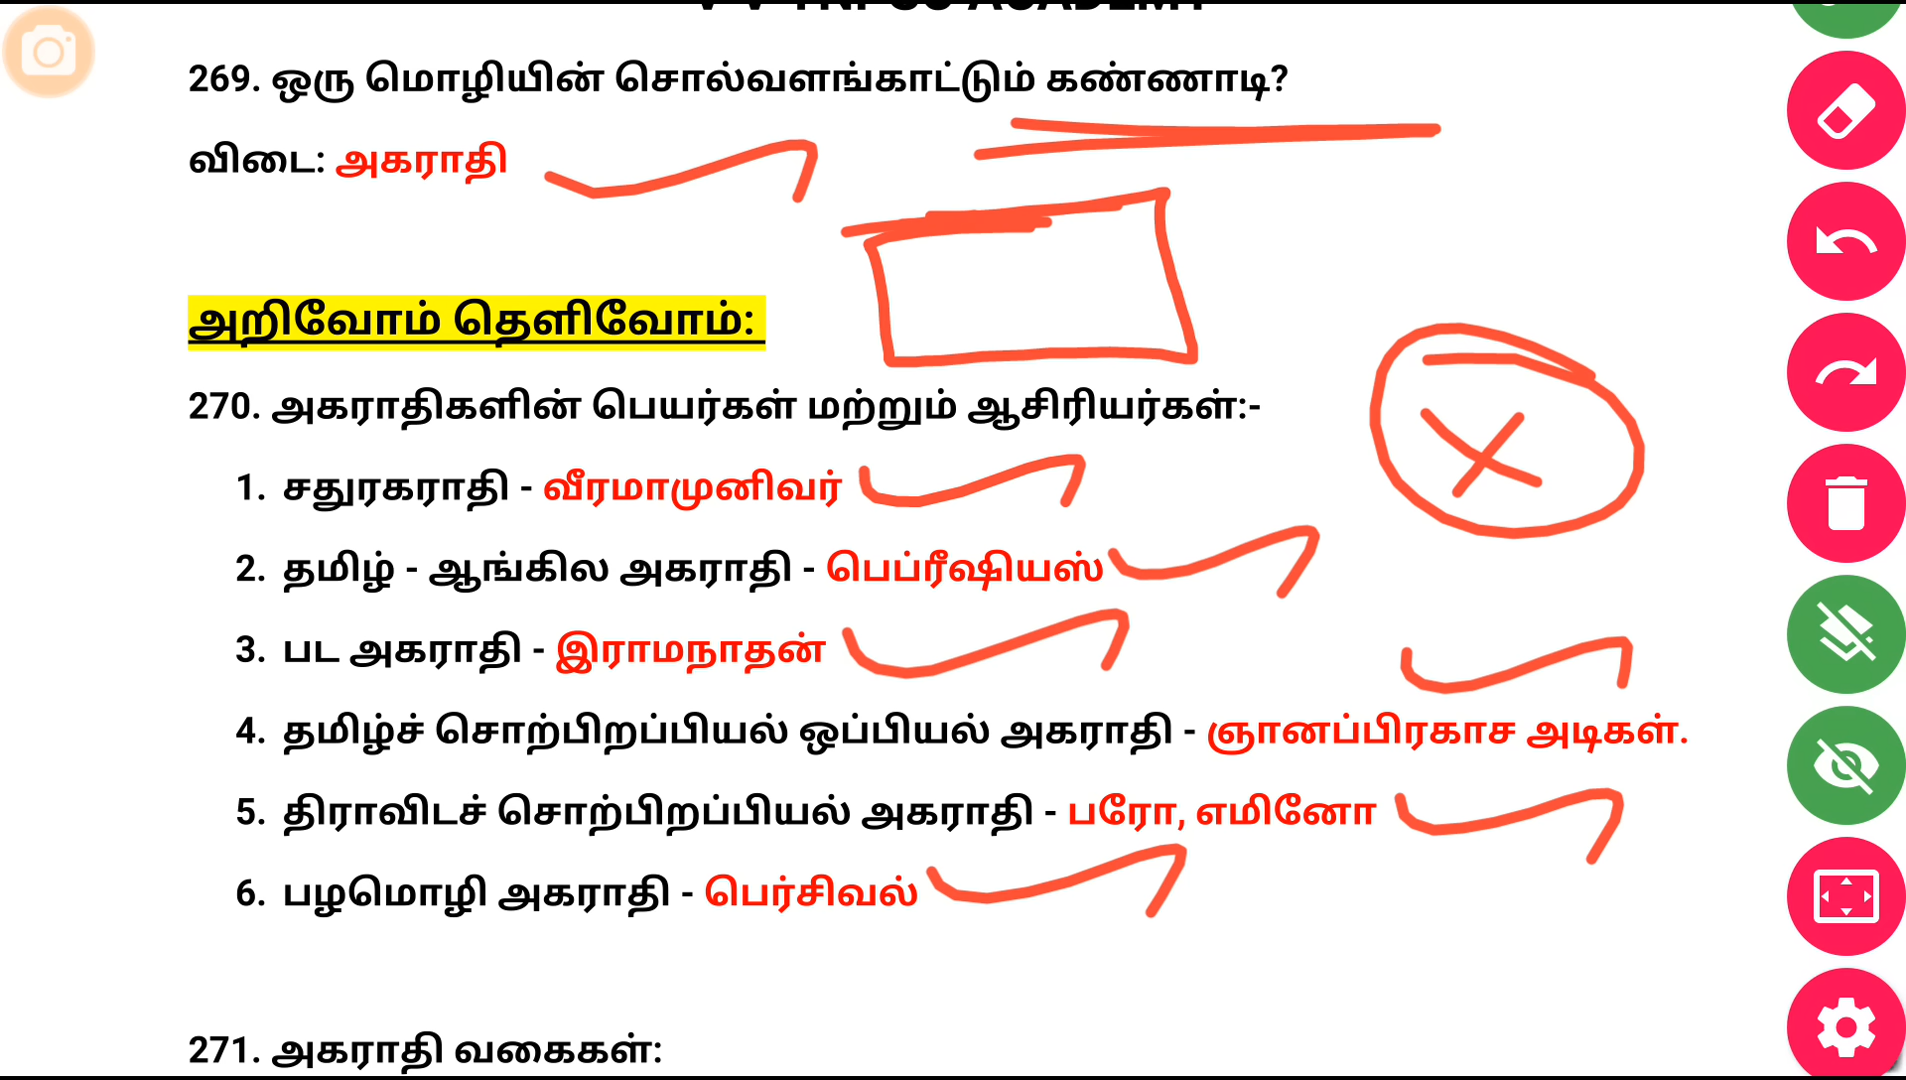 269. ஒரு மொழியின் சொல்வளங்காட்டும் கண்ணாடி?
விடை: அகராதி
அறிவோம் தெளிவோம்:
270. அகராதிகளின் பெயர்கள் மற்றும் ஆசிரியர்கள்:-
1. சதுரகராதி - வீரமாமுனிவர்
2. தமிழ் - ஆங்கில அகராதி - பெப்ரீஷியஸ்
3. பட அகராதி - இராமநாதன்
4. தமிழ்ச் சொற்பிறப்பியல் ஒப்பியல் அகராதி - ஞானப்பிரகாச அடிகள்.
5. திராவிடச் சொற்பிறப்பியல் அகராதி - பரோ, எமினோ
6. பழமொழி அகராதி - பெர்சிவல்
271. அகராதி வகைகள்: